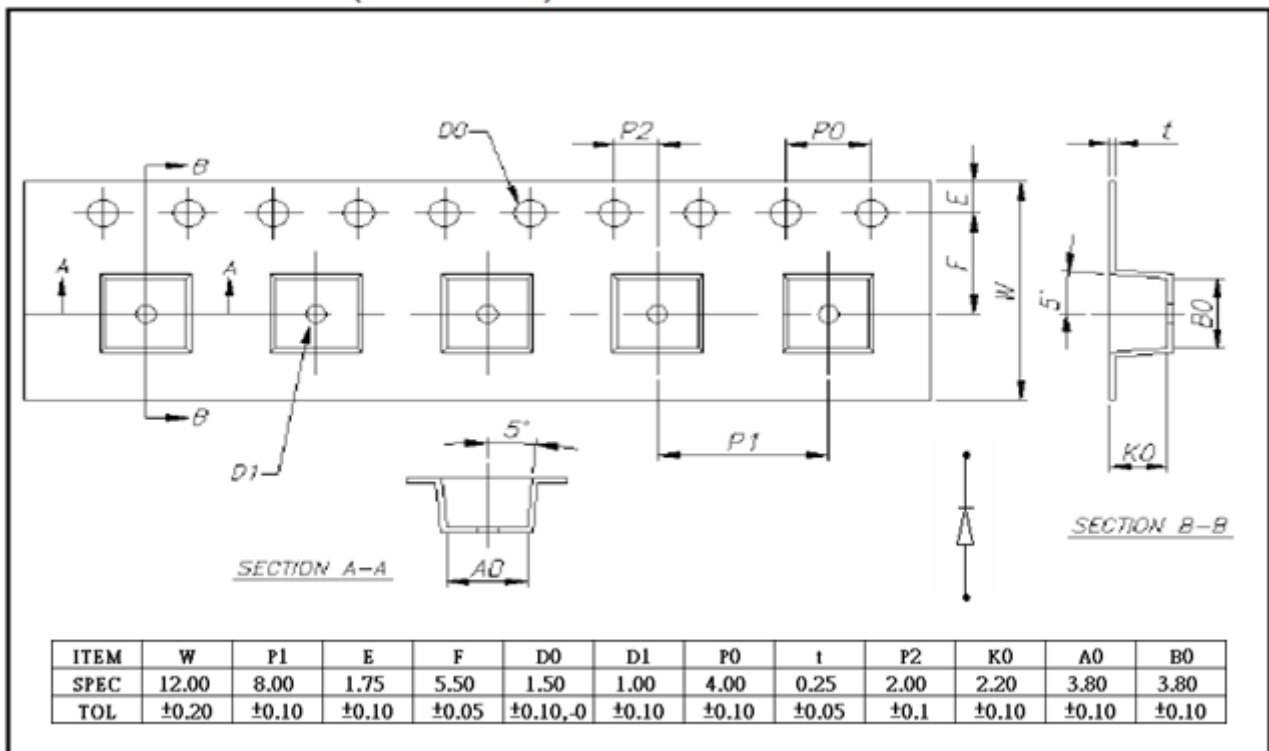 D0
P2
P0
t
B
E
A
A
F
W
5°
B0
B
5°
P1
K0
D1
SECTION B-B
SECTION A-A
A0
ITEM W P1 E F D0 D1 P0 t P2 K0 A0 B0
SPEC 12.00 8.00 1.75 5.50 1.50 1.00 4.00 0.25 2.00 2.20 3.80 3.80
TOL ±0.20 ±0.10 ±0.10 ±0.05 ±0.10,-0 ±0.10 ±0.10 ±0.05 ±0.1 ±0.10 ±0.10 ±0.10